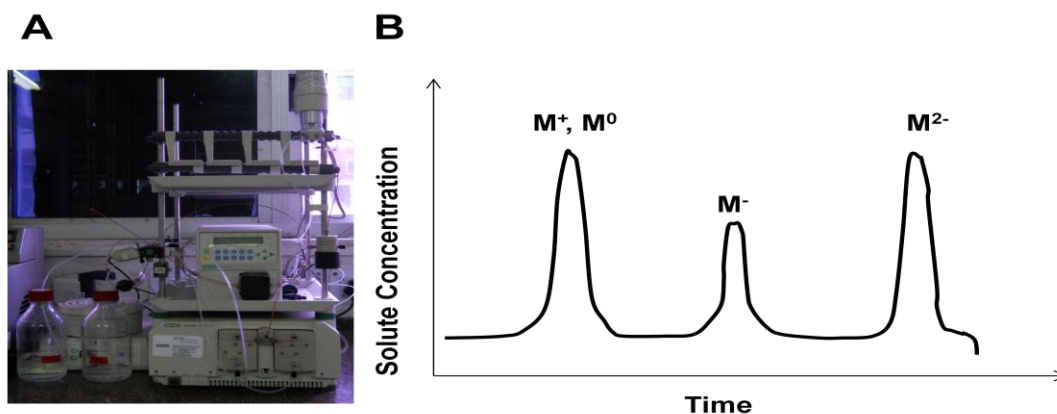 A
B
M⁺, M⁰
M⁻
M²⁻
Solute Concentration
Time